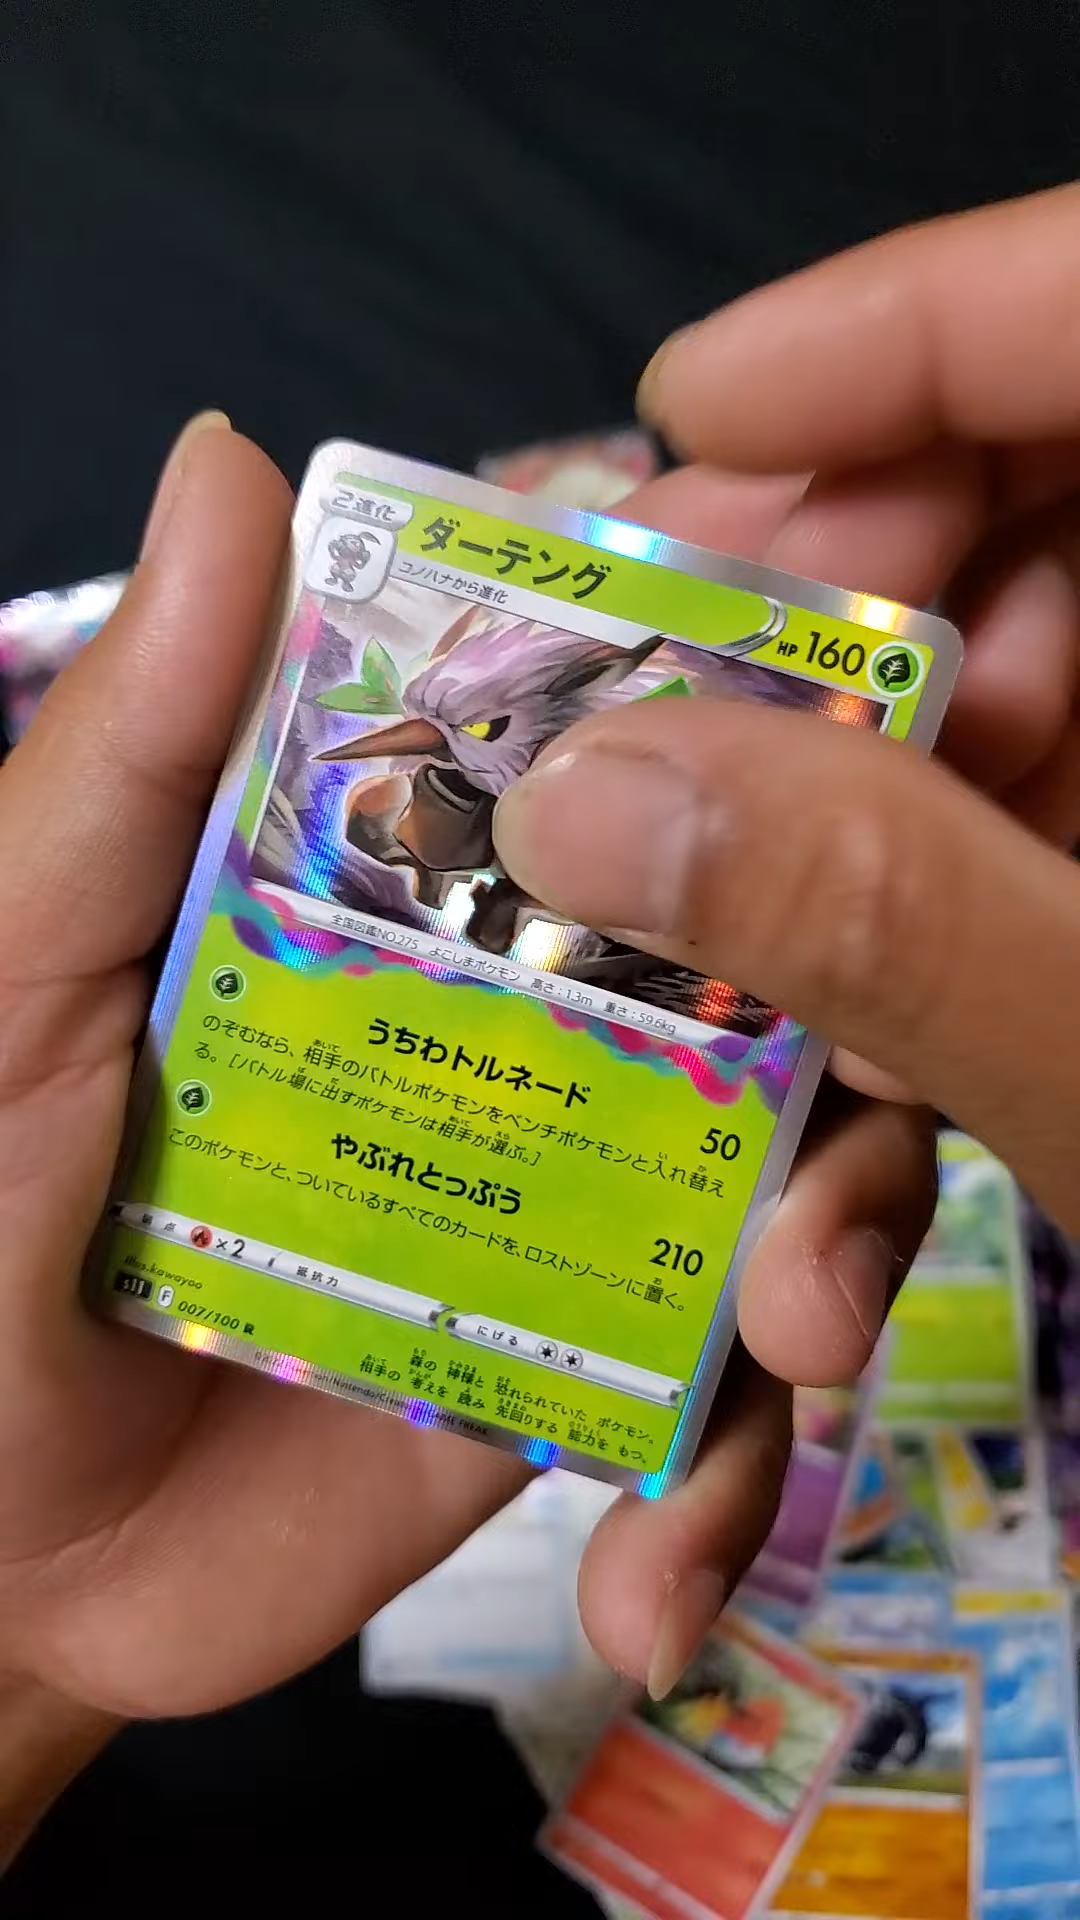 2進化
ダーテング
コノハナから進化
HP 160
全国図鑑NO.275 よこしまポケモン 高さ:1.3m 重さ:59.6kg
うちわトルネード
50
のぞむなら、相手のバトルポケモンをベンチポケモンと入れ替え
る。[バトル場に出すポケモンは相手が選ぶ。]
やぶれとっぷう
210
このポケモンと、ついているすべてのカードを、ロストゾーンに置く。
弱点 ×2 抵抗力 にげる
illus.kawayoo
s11 F 007/100 R
森の 神様と 恐れられていた ポケモン。
相手の 考えを 読み 先回りする 能力を もつ。